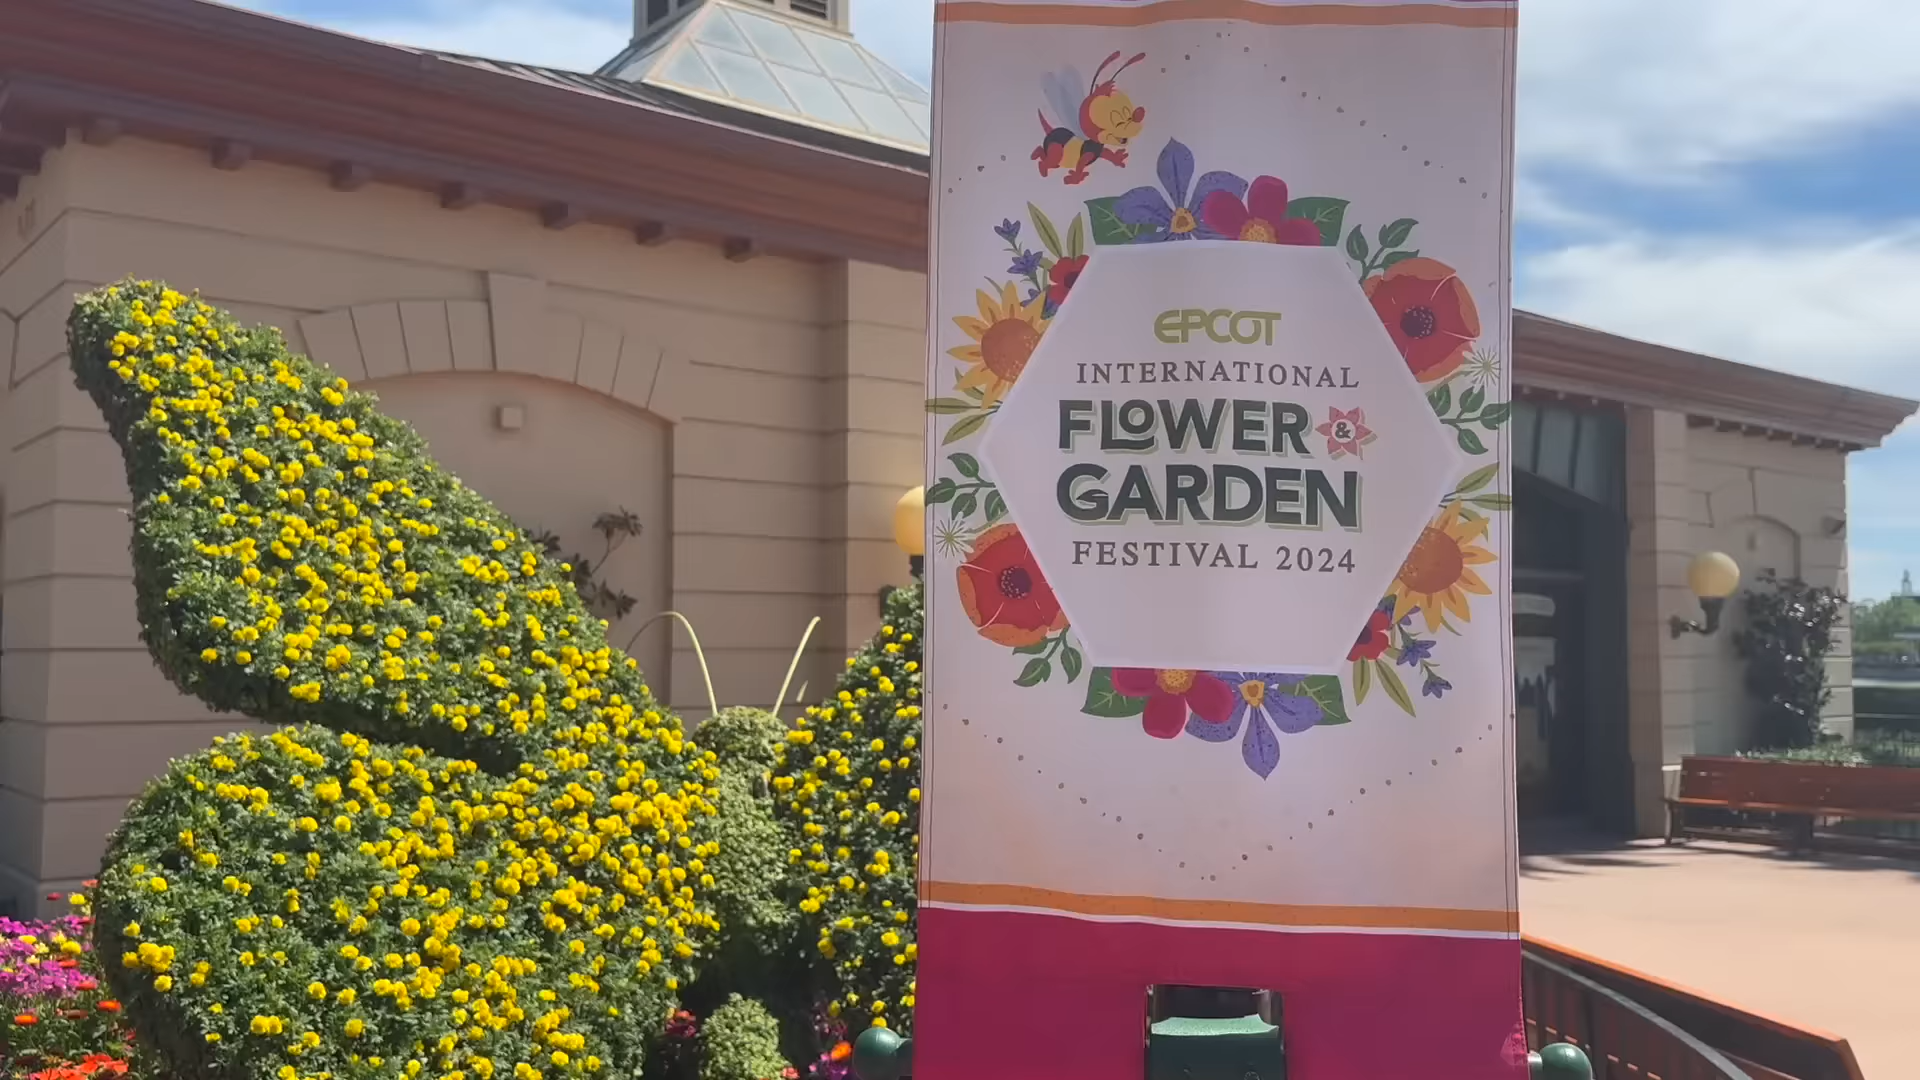 EPCOT
INTERNATIONAL
FLOWER &
GARDEN
FESTIVAL 2024